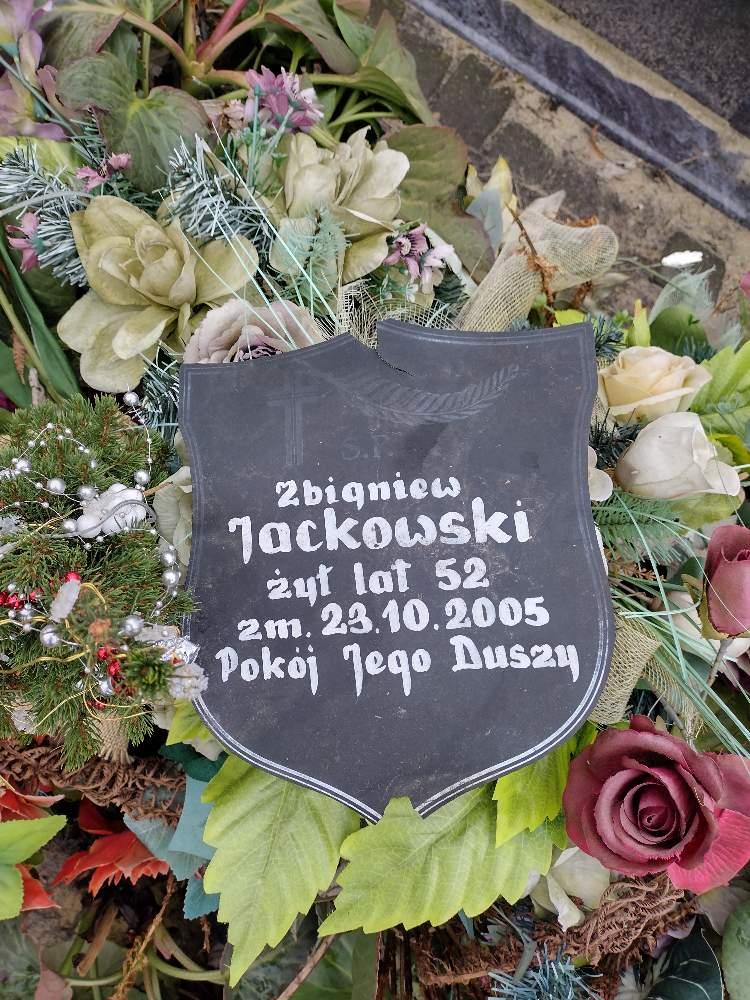 Zbigniew
Jackowski
żył lat 52
zm. 23.10.2005
Pokój Jego Duszy